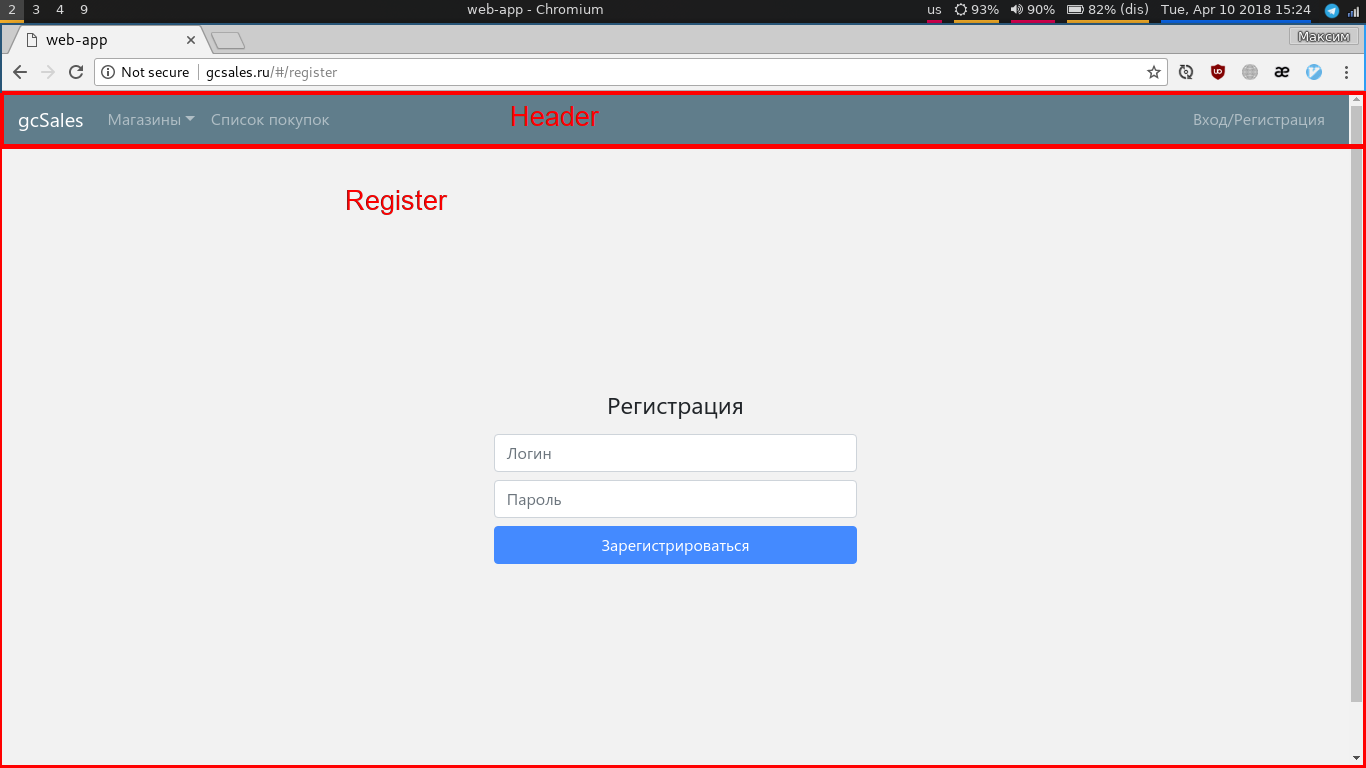 2 3 4 9 web-app - Chromium us 93% 90% 82% (dis) Tue, Apr 10 2018 15:24
web-app Максим
Not secure gcsales.ru/#/register
gcSales Магазины Список покупок Header Вход/Регистрация
Register
Регистрация
Логин
Пароль
Зарегистрироваться